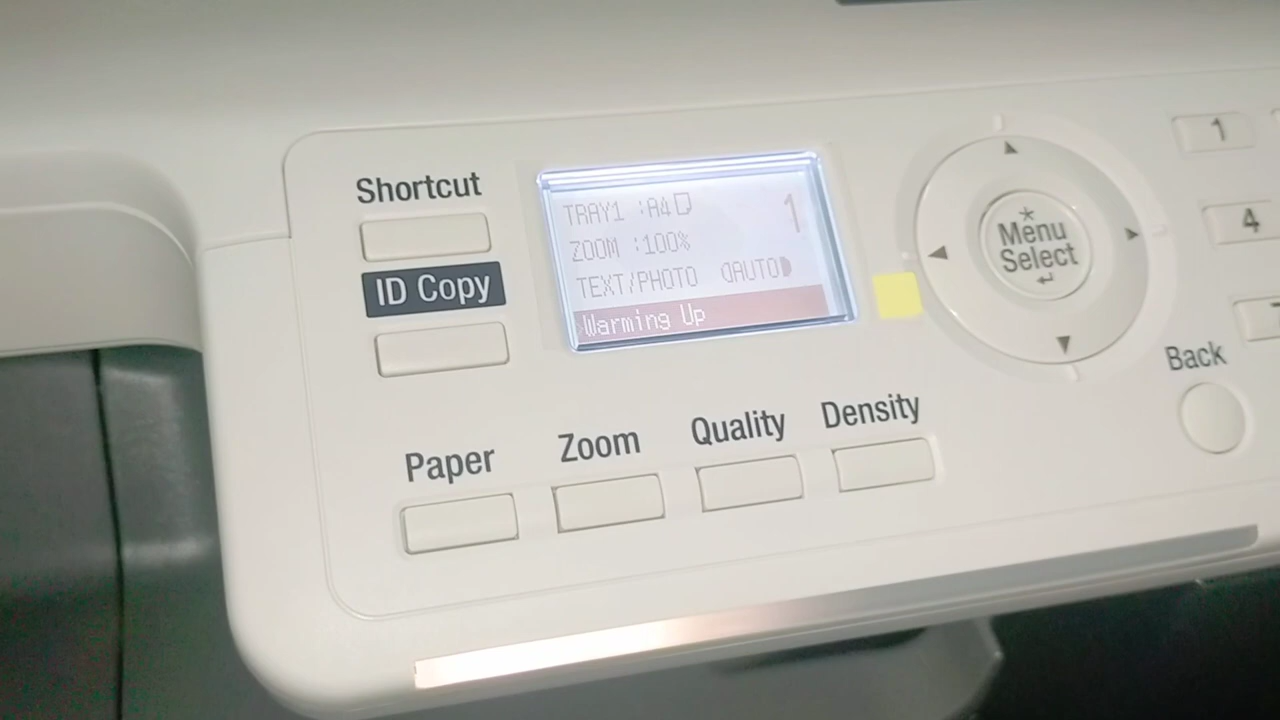 Shortcut
ID Copy
TRAY1 :A4 1
ZOOM :100%
TEXT/PHOTO AUTO
Warming Up
Paper
Zoom
Quality
Density
*
Menu
Select
Back
1
4